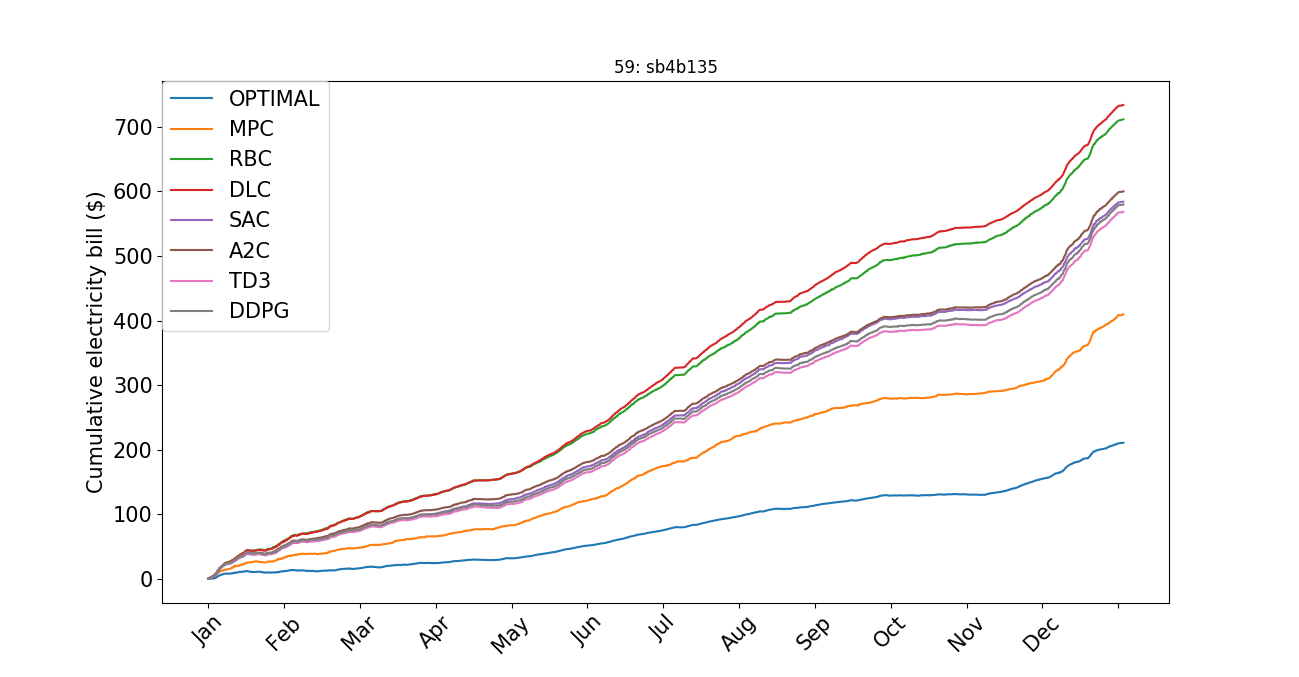 59: sb4b135
Cumulative electricity bill ($)
700
600
500
400
300
200
100
0
OPTIMAL
MPC
RBC
DLC
SAC
A2C
TD3
DDPG
Jan
Feb
Mar
Apr
May
Jun
Jul
Aug
Sep
Oct
Nov
Dec